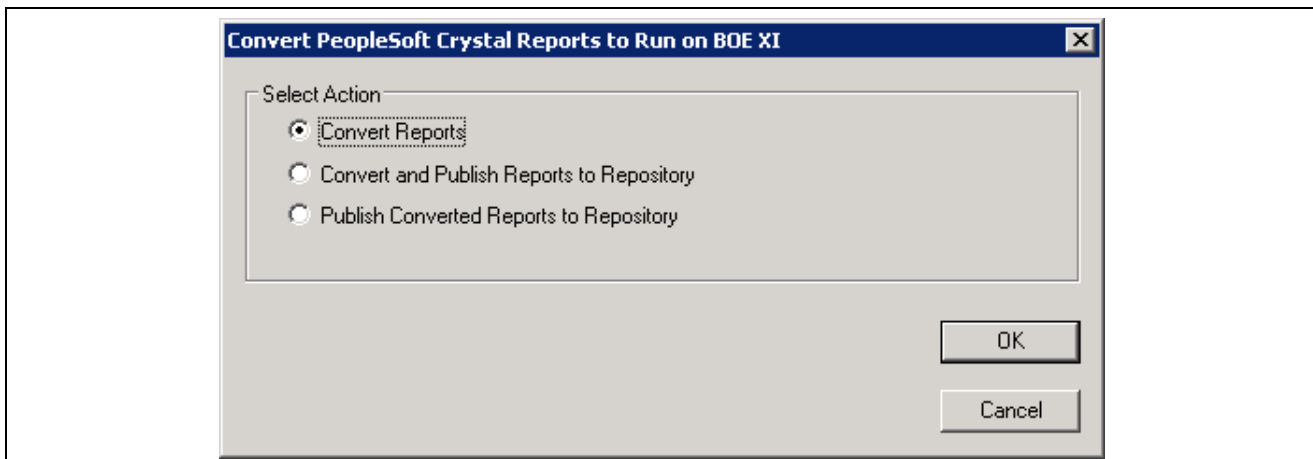 Convert PeopleSoft Crystal Reports to Run on BOE XI
Select Action
Convert Reports
Convert and Publish Reports to Repository
Publish Converted Reports to Repository
OK
Cancel